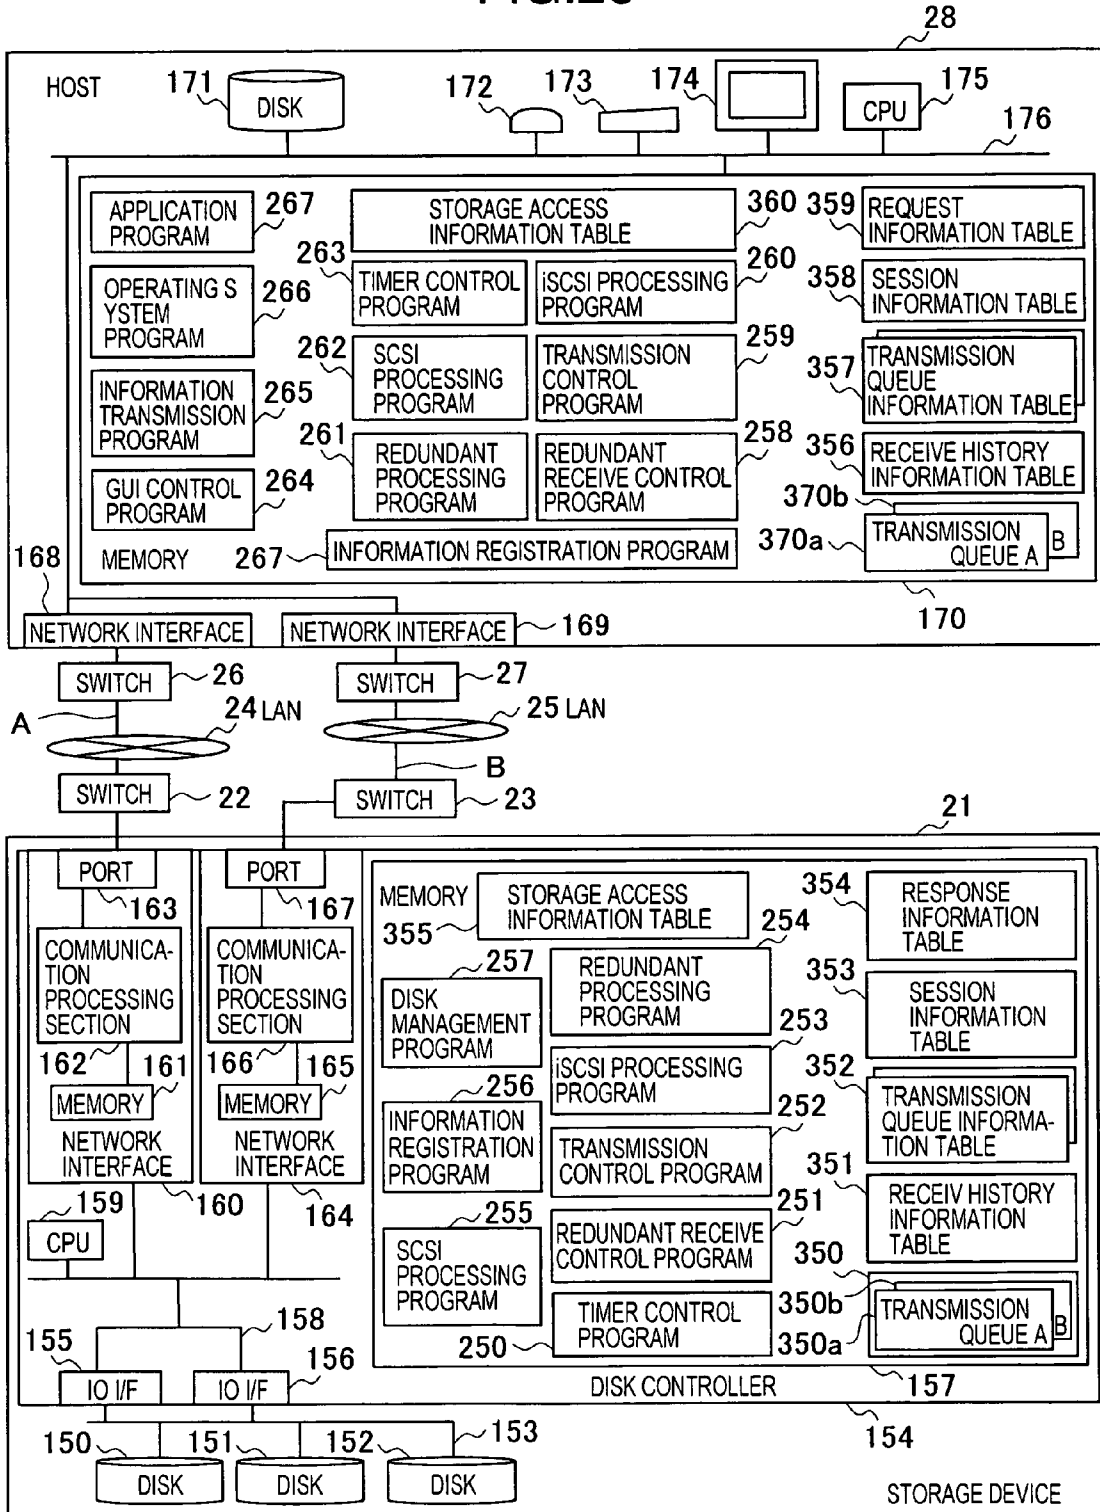 28
HOST
171
DISK
172
173
174
CPU
175
176
APPLICATION
PROGRAM
267
STORAGE ACCESS
INFORMATION TABLE
360
359
REQUEST
INFORMATION TABLE
263
TIMER CONTROL
PROGRAM
iSCSI PROCESSING
PROGRAM
260
358
SESSION
INFORMATION TABLE
OPERATING S
YSTEM
PROGRAM
266
262
SCSI
PROCESSING
PROGRAM
TRANSMISSION
CONTROL
PROGRAM
259
357
TRANSMISSION
QUEUE
INFORMATION TABLE
INFORMATION
TRANSMISSION
PROGRAM
265
261
REDUNDANT
PROCESSING
PROGRAM
REDUNDANT
RECEIVE CONTROL
PROGRAM
258
356
RECEIVE HISTORY
INFORMATION TABLE
GUI CONTROL
PROGRAM
264
370b
370a
TRANSMISSION
QUEUE A
B
MEMORY
267
INFORMATION REGISTRATION PROGRAM
168
170
NETWORK INTERFACE
NETWORK INTERFACE
169
SWITCH
26
SWITCH
27
A
24 LAN
25 LAN
B
SWITCH
22
SWITCH
23
21
PORT
163
PORT
167
MEMORY
STORAGE ACCESS
INFORMATION TABLE
355
354
RESPONSE
INFORMATION
TABLE
COMMUNICA-
TION
PROCESSING
SECTION
162
COMMUNICA-
TION
PROCESSING
SECTION
166
257
DISK
MANAGEMENT
PROGRAM
254
REDUNDANT
PROCESSING
PROGRAM
353
SESSION
INFORMATION
TABLE
161
MEMORY
165
MEMORY
253
iSCSI PROCESSING
PROGRAM
352
TRANSMISSION
QUEUE INFORMA-
TION TABLE
256
INFORMATION
REGISTRATION
PROGRAM
252
TRANSMISSION
CONTROL PROGRAM
NETWORK
INTERFACE
160
NETWORK
INTERFACE
164
351
RECEIV HISTORY
INFORMATION
TABLE
159
CPU
255
SCSI
PROCESSING
PROGRAM
251
REDUNDANT RECEIVE
CONTROL PROGRAM
350
350b
350a
TRANSMISSION
QUEUE A
B
250
TIMER CONTROL
PROGRAM
158
155
IO I/F
IO I/F
156
DISK CONTROLLER
157
154
153
150
DISK
151
DISK
152
DISK
STORAGE DEVICE